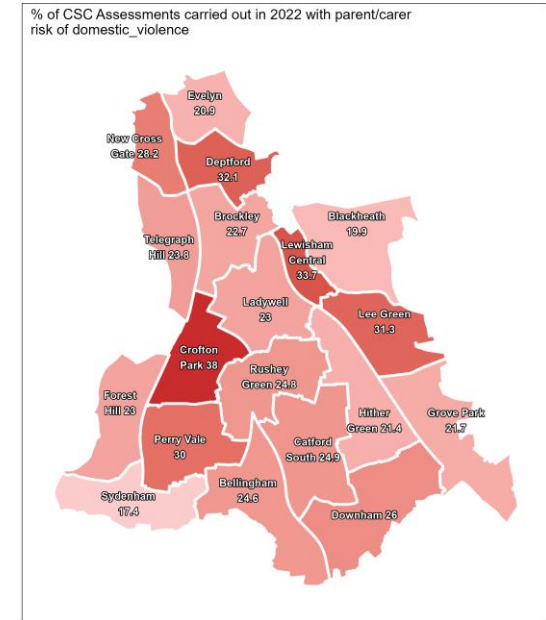 % of CSC Assessments carried out in 2022 with parent/carer
risk of domestic_violence
Evelyn
20.9
New Cross
Gate 28.2
Deptford
32.1
Brockley
22.7
Blackheath
19.9
Telegraph
Hill 23.8
Lewisham
Central
33.7
Ladywell
23
Lee Green
31.3
Crofton
Park 38
Rushey
Green 24.8
Forest
Hill 23
Hither
Green 21.4
Grove Park
21.7
Perry Vale
30
Catford
South 24.9
Bellingham
24.6
Sydenham
17.4
Downham 26